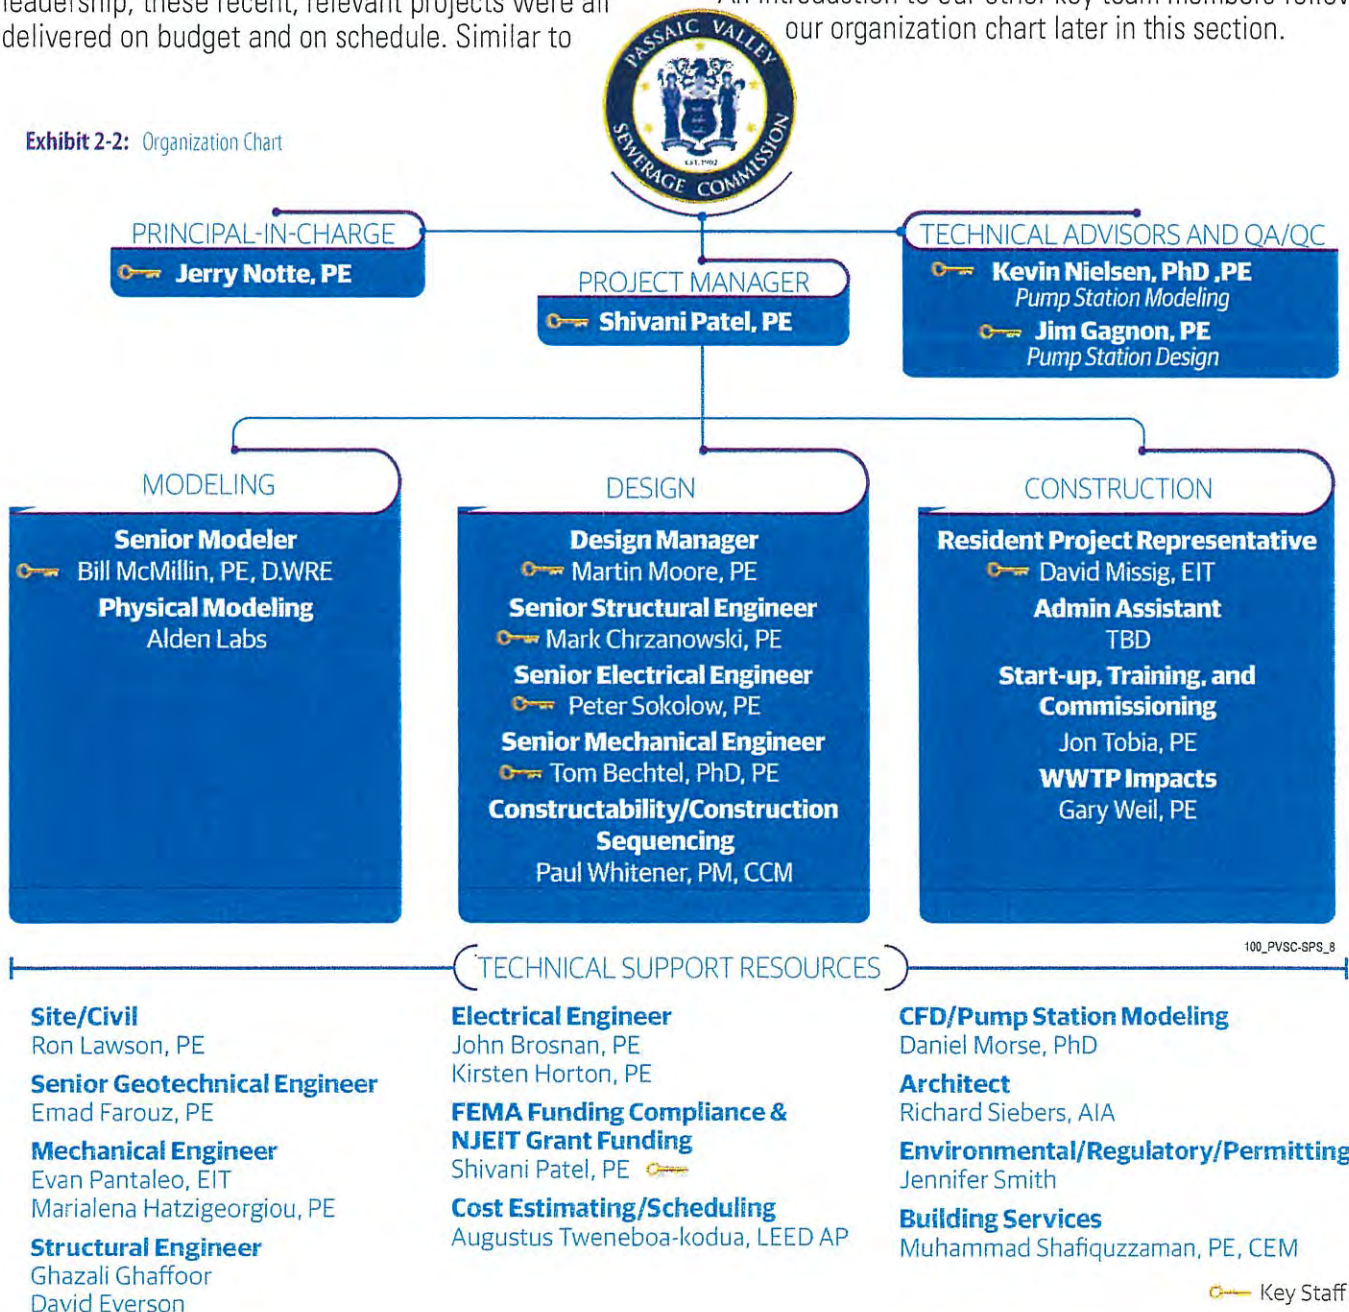 leadership, these recent, relevant projects were all
delivered on budget and on schedule. Similar to
our organization chart later in this section.
PASSAIC VALLEY
SEWERAGE COMMISSION
EST. 1902
Exhibit 2-2: Organization Chart
PRINCIPAL-IN-CHARGE
Jerry Notte, PE
PROJECT MANAGER
Shivani Patel, PE
TECHNICAL ADVISORS AND QA/QC
Kevin Nielsen, PhD ,PE
Pump Station Modeling
Jim Gagnon, PE
Pump Station Design
MODELING
Senior Modeler
Bill McMillin, PE, D.WRE
Physical Modeling
Alden Labs
DESIGN
Design Manager
Martin Moore, PE
Senior Structural Engineer
Mark Chrzanowski, PE
Senior Electrical Engineer
Peter Sokolow, PE
Senior Mechanical Engineer
Tom Bechtel, PhD, PE
Constructability/Construction
Sequencing
Paul Whitener, PM, CCM
CONSTRUCTION
Resident Project Representative
David Missig, EIT
Admin Assistant
TBD
Start-up, Training, and
Commissioning
Jon Tobia, PE
WWTP Impacts
Gary Weil, PE
100_PVSC-SPS_8
TECHNICAL SUPPORT RESOURCES
Site/Civil
Ron Lawson, PE
Senior Geotechnical Engineer
Emad Farouz, PE
Mechanical Engineer
Evan Pantaleo, EIT
Marialena Hatzigeorgiou, PE
Structural Engineer
Ghazali Ghaffoor
David Everson
Electrical Engineer
John Brosnan, PE
Kirsten Horton, PE
FEMA Funding Compliance &
NJEIT Grant Funding
Shivani Patel, PE
Cost Estimating/Scheduling
Augustus Tweneboa-kodua, LEED AP
CFD/Pump Station Modeling
Daniel Morse, PhD
Architect
Richard Siebers, AIA
Environmental/Regulatory/Permitting
Jennifer Smith
Building Services
Muhammad Shafiquzzaman, PE, CEM
Key Staff